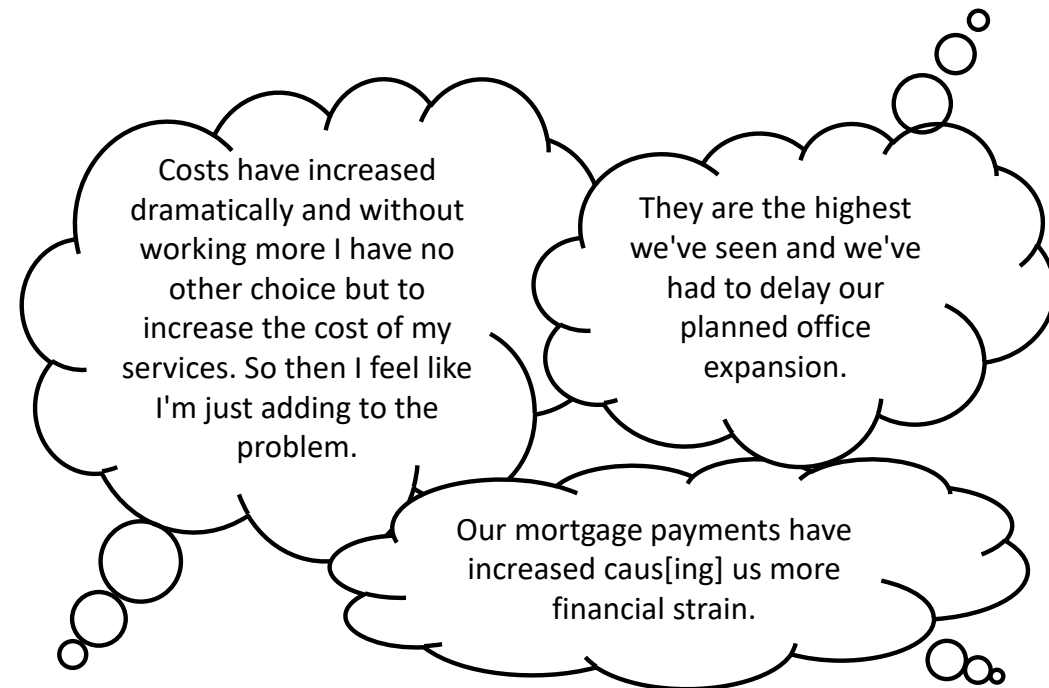 Costs have increased
dramatically and without
working more I have no
other choice but to
increase the cost of my
services. So then I feel like
I'm just adding to the
problem.
They are the highest
we've seen and we've
had to delay our
planned office
expansion.
Our mortgage payments have
increased caus[ing] us more
financial strain.